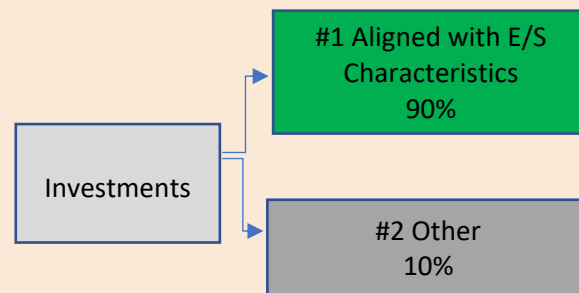 #1 Aligned with E/S
Characteristics
90%
Investments
#2 Other
10%